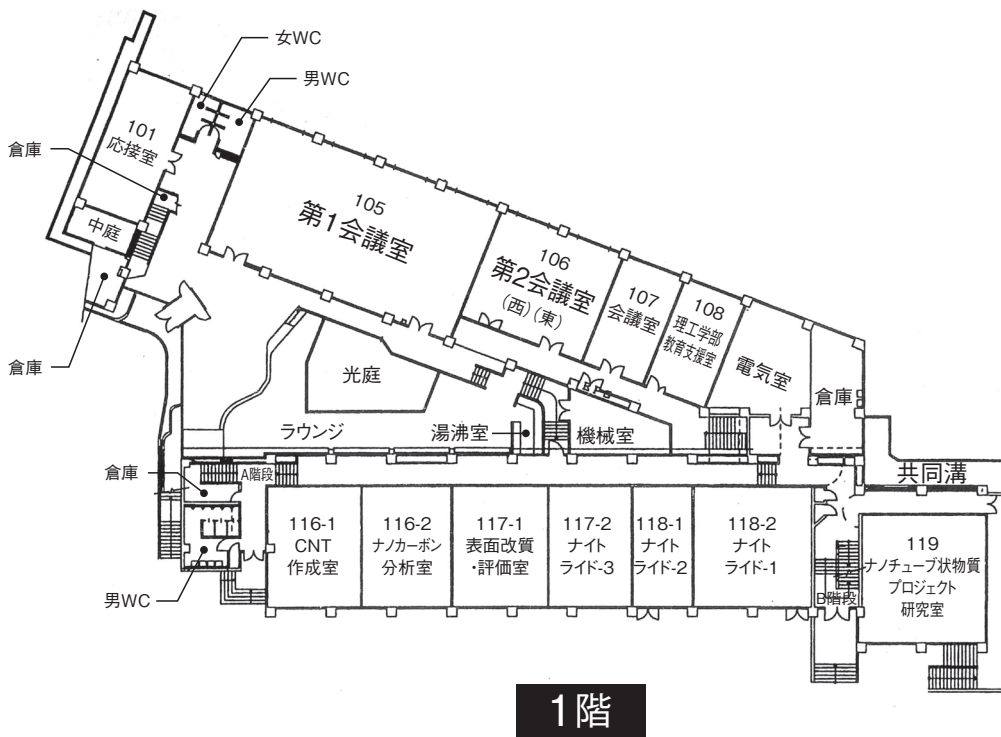 女WC
男WC
101
応接室
倉庫
中庭
倉庫
105
第1会議室
106
第2会議室
(西)(東)
107
会議室
108
理工学部
教育支援室
電気室
倉庫
光庭
ラウンジ
湯沸室
機械室
共同溝
倉庫
A階段
男WC
116-1
CNT
作成室
116-2
ナノカーボン
分析室
117-1
表面改質
・評価室
117-2
ナイト
ライド-3
118-1
ナイト
ライド-2
118-2
ナイト
ライド-1
B階段
119
ナノチューブ状物質
プロジェクト
研究室
1階